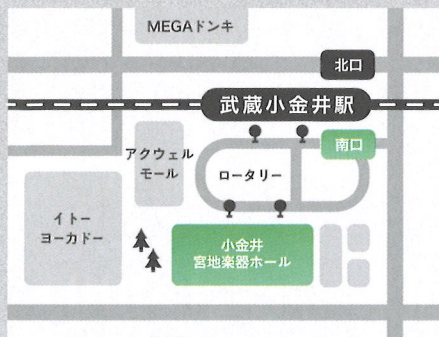 MEGAドンキ
北口
武蔵小金井駅
南口
アクウェル
モール
ロータリー
イトー
ヨーカドー
小金井
宮地楽器ホール